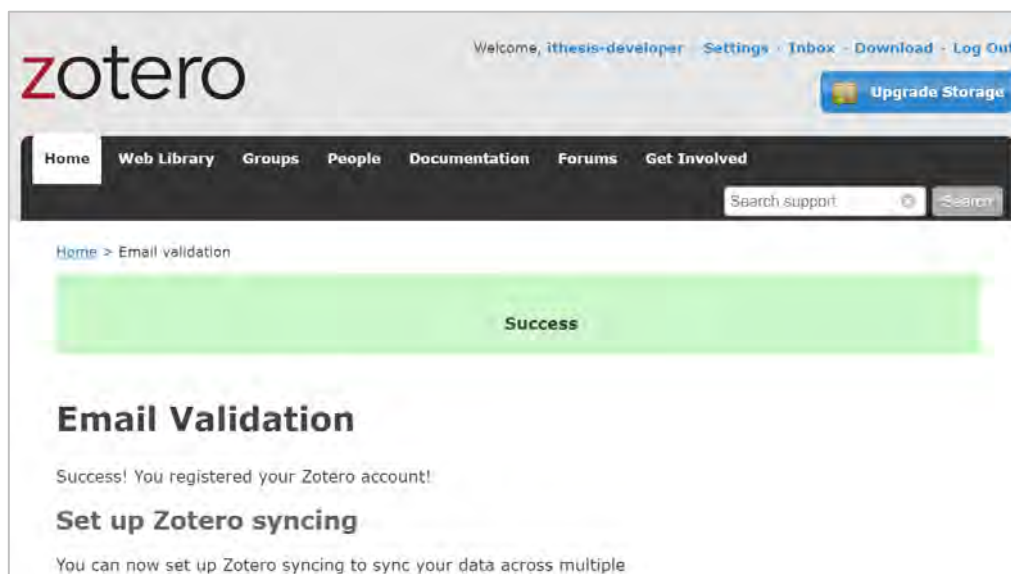 zotero
Welcome, ithesis-developer · Settings · Inbox · Download · Log Out
Upgrade Storage
Home Web Library Groups People Documentation Forums Get Involved
Search support Search
Home > Email validation
Success
Email Validation
Success! You registered your Zotero account!
Set up Zotero syncing
You can now set up Zotero syncing to sync your data across multiple